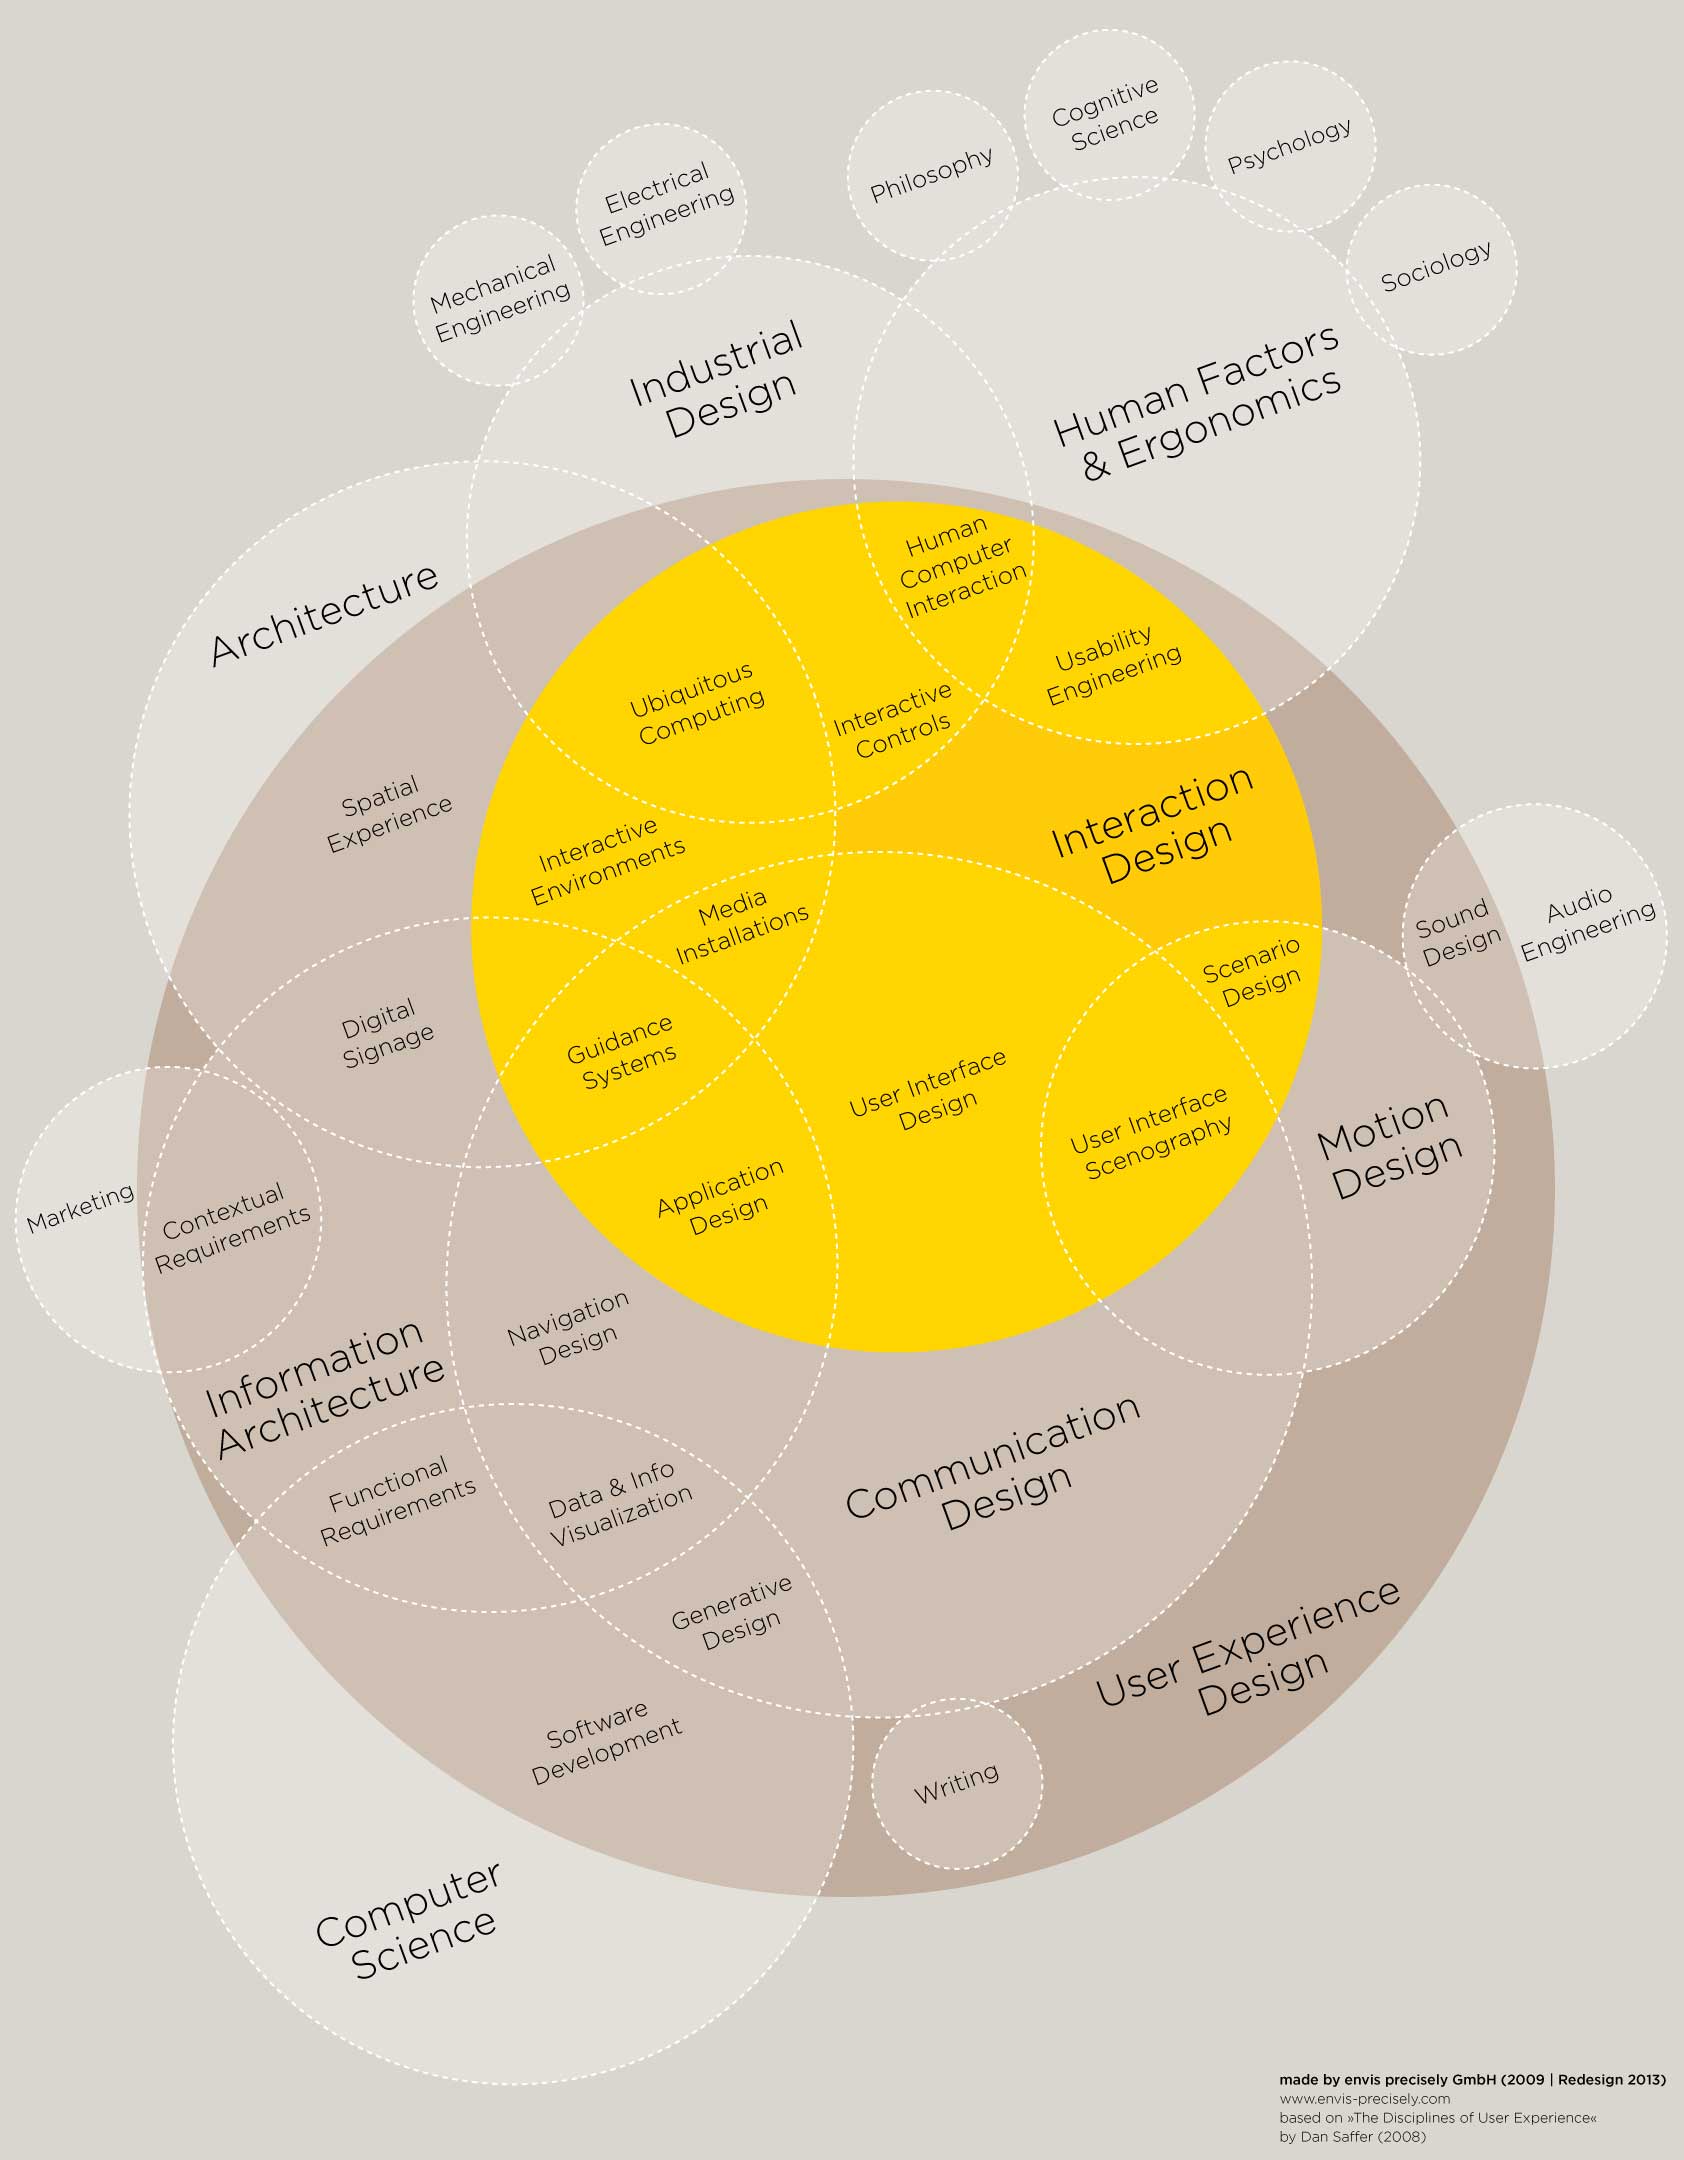 Cognitive
Science
Philosophy
Psychology
Electrical
Engineering
Sociology
Mechanical
Engineering
Industrial
Design
Human Factors
& Ergonomics
Architecture
Human
Computer
Interaction
Usability
Engineering
Ubiquitous
Computing
Interactive
Controls
Spatial
Experience
Interaction
Design
Interactive
Environments
Media
Installations
Sound
Design
Audio
Engineering
Scenario
Design
Digital
Signage
Guidance
Systems
User Interface
Design
User Interface
Scenography
Motion
Design
Marketing
Contextual
Requirements
Application
Design
Navigation
Design
Information
Architecture
Communication
Design
Functional
Requirements
Data & Info
Visualization
Generative
Design
User Experience
Design
Software
Development
Writing
Computer
Science
made by envis precisely GmbH (2009 | Redesign 2013)
www.envis-precisely.com
based on »The Disciplines of User Experience«
by Dan Saffer (2008)